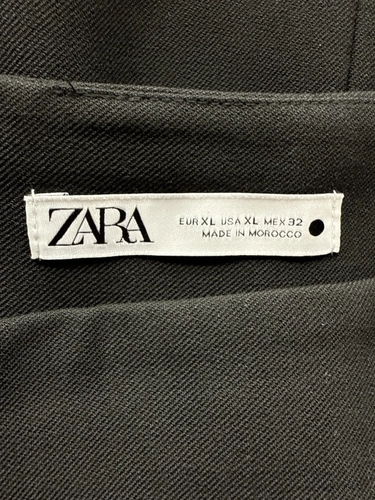 ZARA
EUR XL USA XL MEX 32
MADE IN MOROCCO